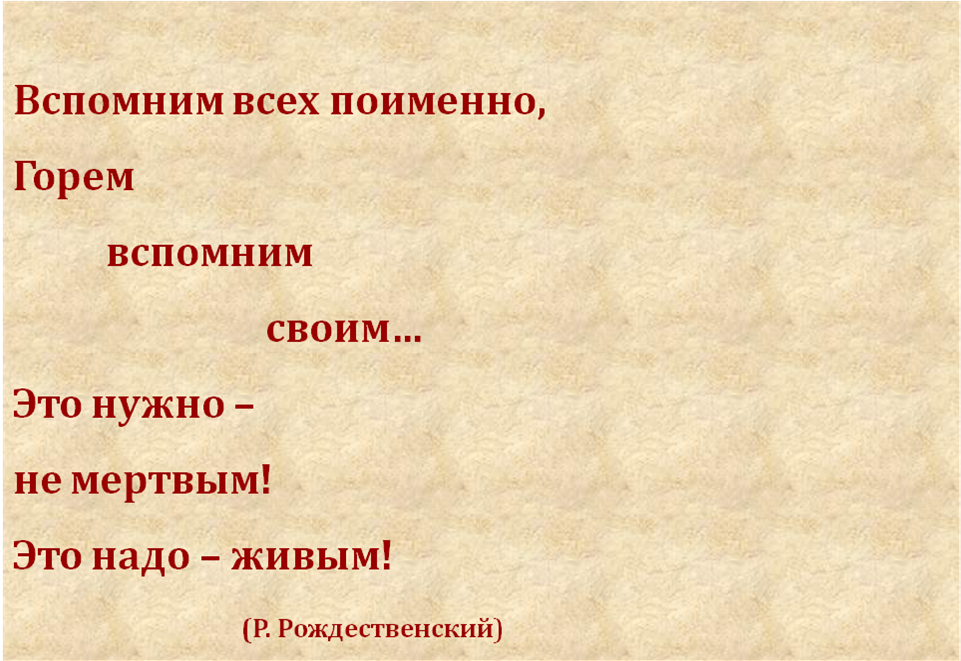 Вспомним всех поименно,
Горем
вспомним
своим...
Это нужно –
не мертвым!
Это надо – живым!
(Р. Рождественский)